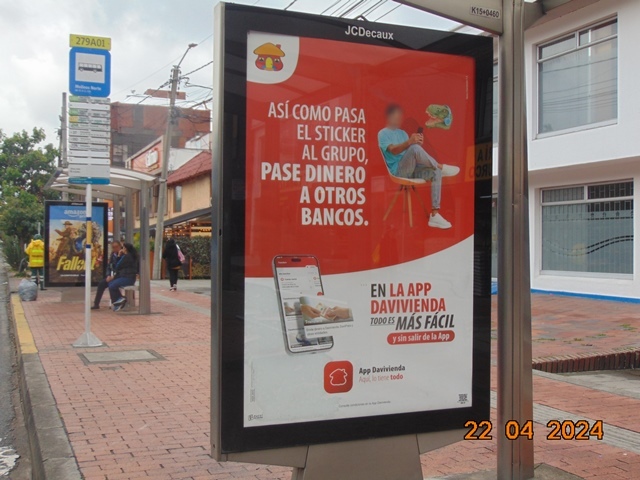 K15+0460
JCDecaux
279A01
ASÍ COMO PASA
EL STICKER
AL GRUPO,
PASE DINERO
A OTROS
BANCOS.
EN LA APP
DAVIVIENDA
TODO ES MÁS FÁCIL
y sin salir de la App
App Davivienda
Aquí, lo tiene todo
Fallout
22 04 2024